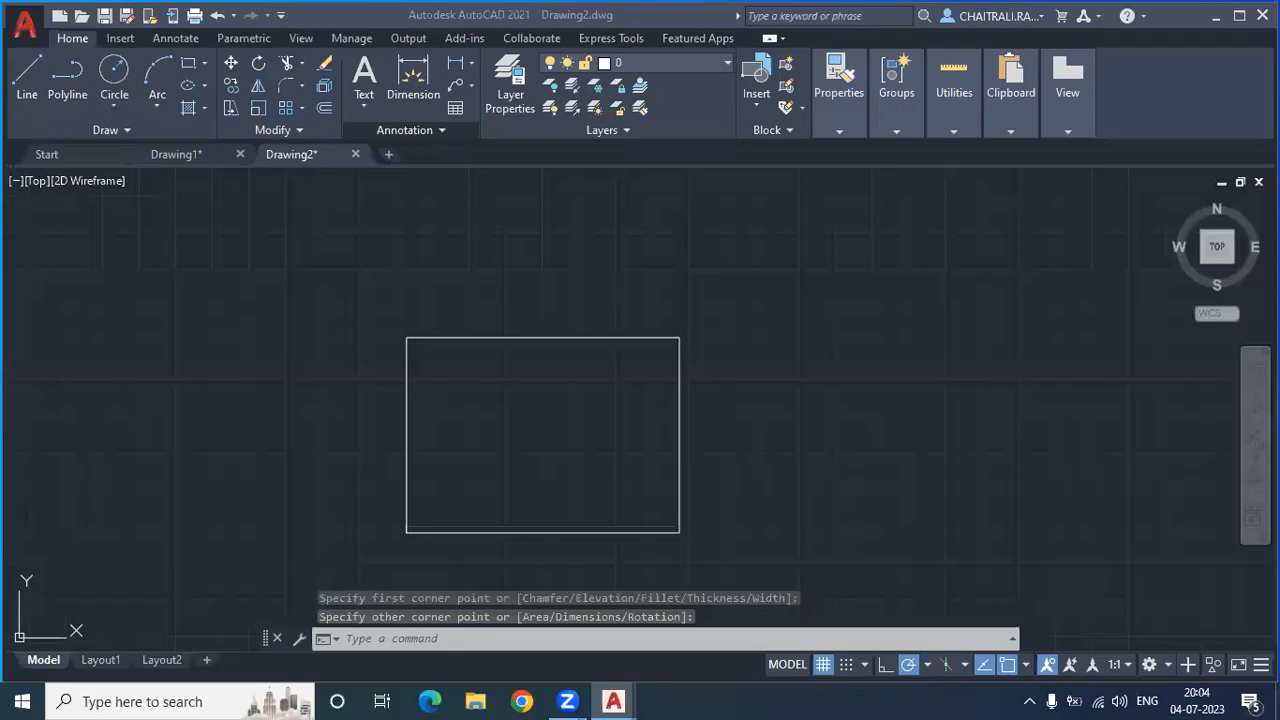 Autodesk AutoCAD 2021 Drawing2.dwg
Type a keyword or phrase
CHAITRALI.RA...
Home Insert Annotate Parametric View Manage Output Add-ins Collaborate Express Tools Featured Apps
0
Line Polyline Circle Arc Text Dimension Layer Properties Insert Properties Groups Utilities Clipboard View
Draw Modify Annotation Layers Block
Start Drawing1* Drawing2*
[−][Top][2D Wireframe]
N
W TOP E
S
WCS
Y
X
Specify first corner point or [Chamfer/Elevation/Fillet/Thickness/Width]:
Specify other corner point or [Area/Dimensions/Rotation]:
Type a command
Model Layout1 Layout2 + MODEL 1:1
Type here to search
ENG
20:04
04-07-2023
5